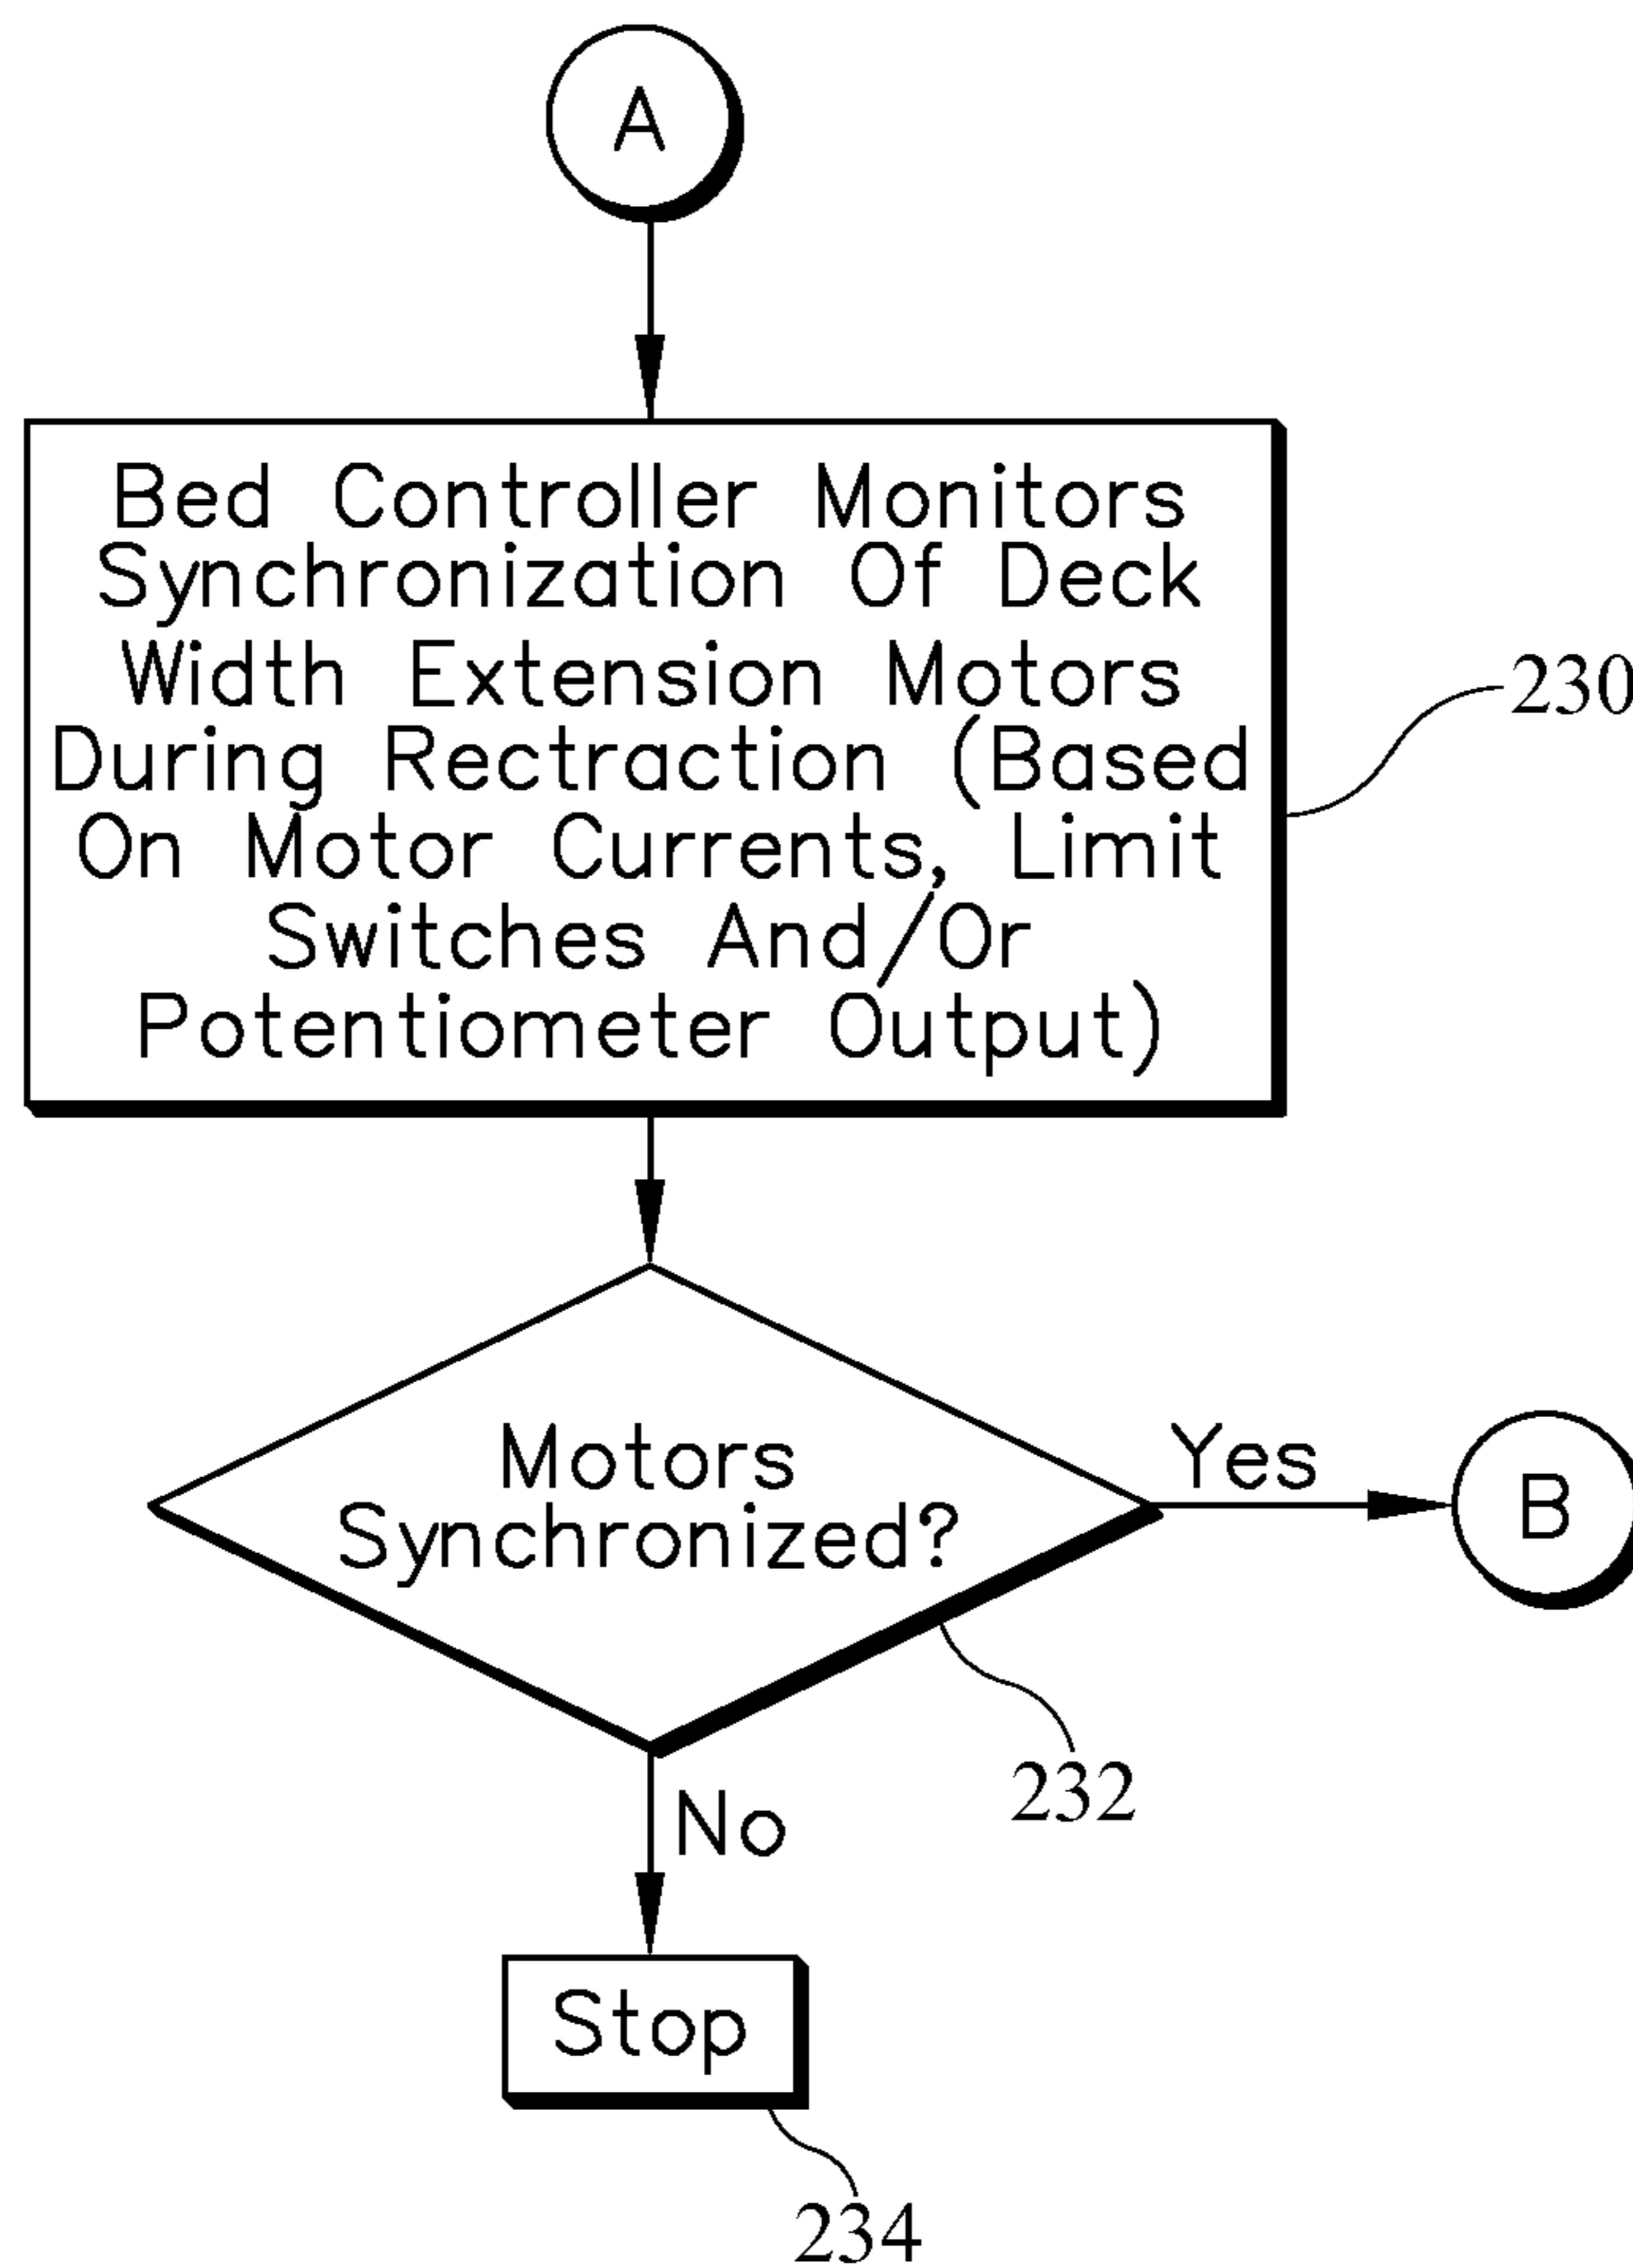 A
Bed Controller Monitors
Synchronization Of Deck
Width Extension Motors
During Rectraction (Based
On Motor Currents, Limit
Switches And/Or
Potentiometer Output)
230
Motors
Synchronized?
Yes
B
232
No
Stop
234